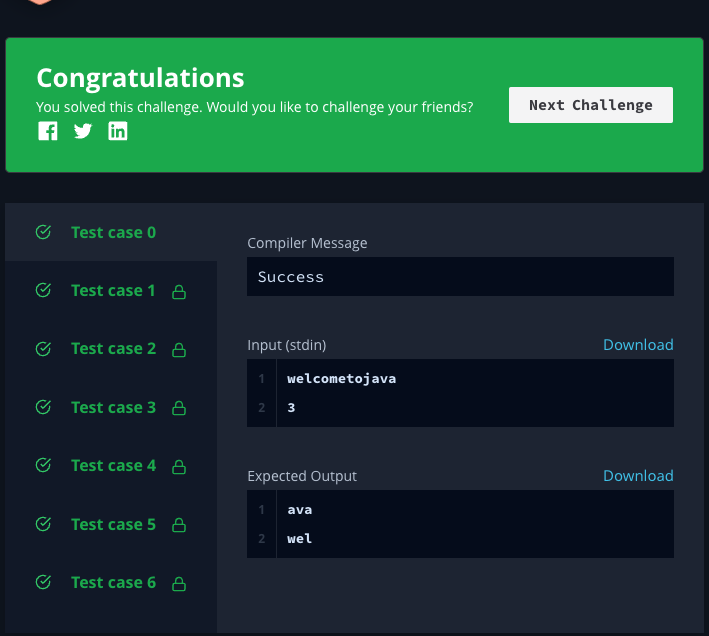 Congratulations
You solved this challenge. Would you like to challenge your friends?
Next Challenge
Test case 0
Test case 1
Test case 2
Test case 3
Test case 4
Test case 5
Test case 6
Compiler Message
Success
Input (stdin)
Download
1 welcometojava
2 3
Expected Output
Download
1 ava
2 wel